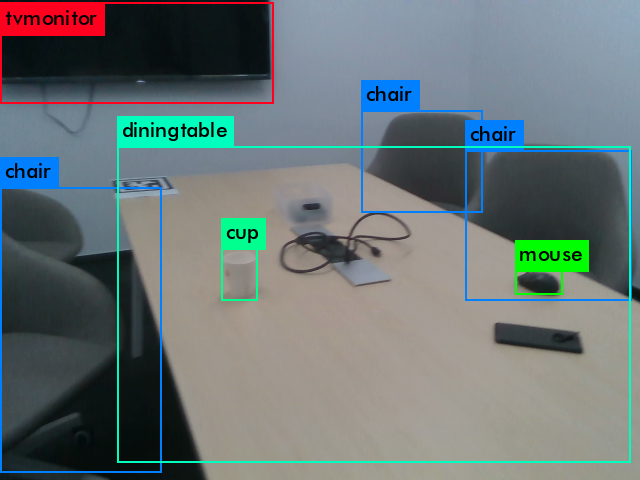 tvmonitor
chair
chair
diningtable
chair
cup
mouse